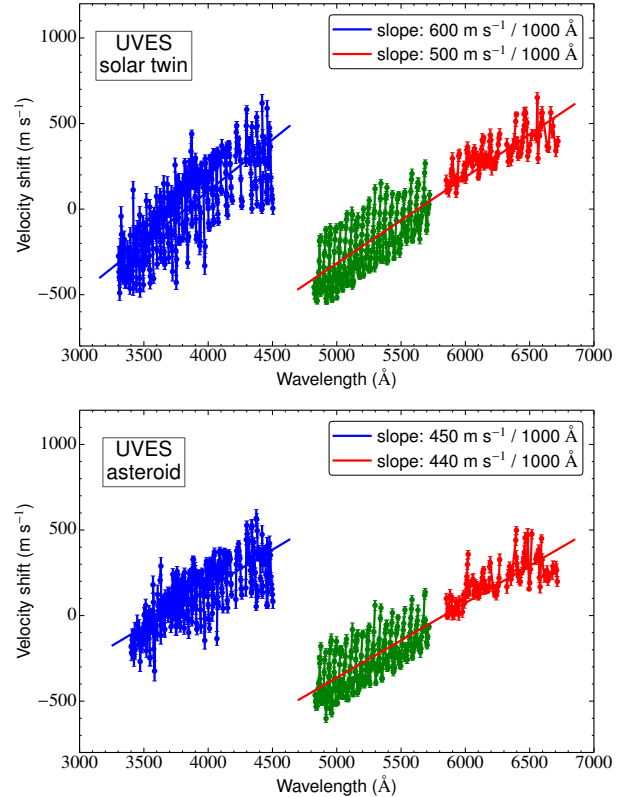 UVES
solar twin
slope: 600 m s⁻¹ / 1000 Å
slope: 500 m s⁻¹ / 1000 Å
1000
500
0
−500
Velocity shift (m s⁻¹)
3000 3500 4000 4500 5000 5500 6000 6500 7000
Wavelength (Å)
UVES
asteroid
slope: 450 m s⁻¹ / 1000 Å
slope: 440 m s⁻¹ / 1000 Å
1000
500
0
−500
Velocity shift (m s⁻¹)
3000 3500 4000 4500 5000 5500 6000 6500 7000
Wavelength (Å)